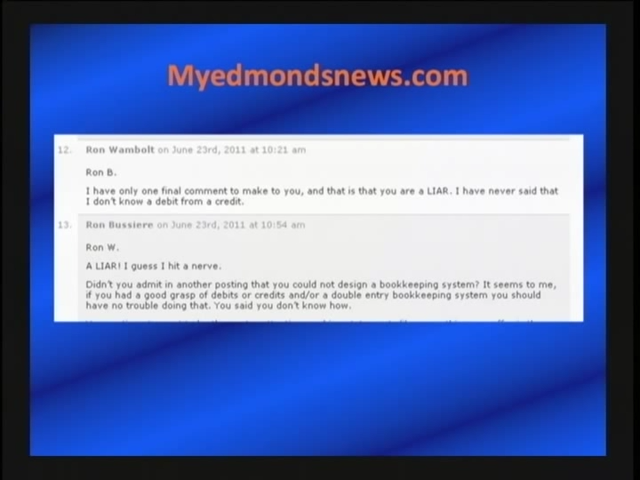 Myedmondsnews.com
12. Ron Wambolt on June 23rd, 2011 at 10:21 am
Ron B.
I have only one final comment to make to you, and that is that you are a LIAR. I have never said that
I don't know a debit from a credit.
13. Ron Bussiere on June 23rd, 2011 at 10:54 am
Ron W.
A LIAR! I guess I hit a nerve.
Didn't you admit in another posting that you could not design a bookkeeping system? It seems to me,
if you had a good grasp of debits or credits and/or a double entry bookkeeping system you should
have no trouble doing that. You said you don't know how.